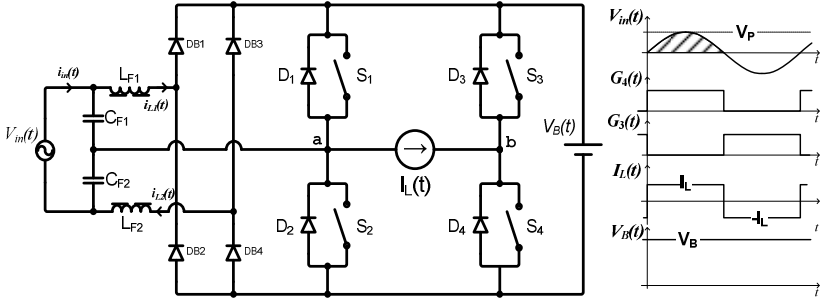 DB1
DB3
D1
S1
D3
S3
iin(t)
LF1
iL1(t)
CF1
Vin(t)
a
b
VB(t)
IL(t)
CF2
iL2(t)
LF2
D2
S2
D4
S4
DB2
DB4
Vin(t)
VP
t
G4(t)
t
G3(t)
t
IL(t)
IL
-IL
t
VB(t)
VB
t